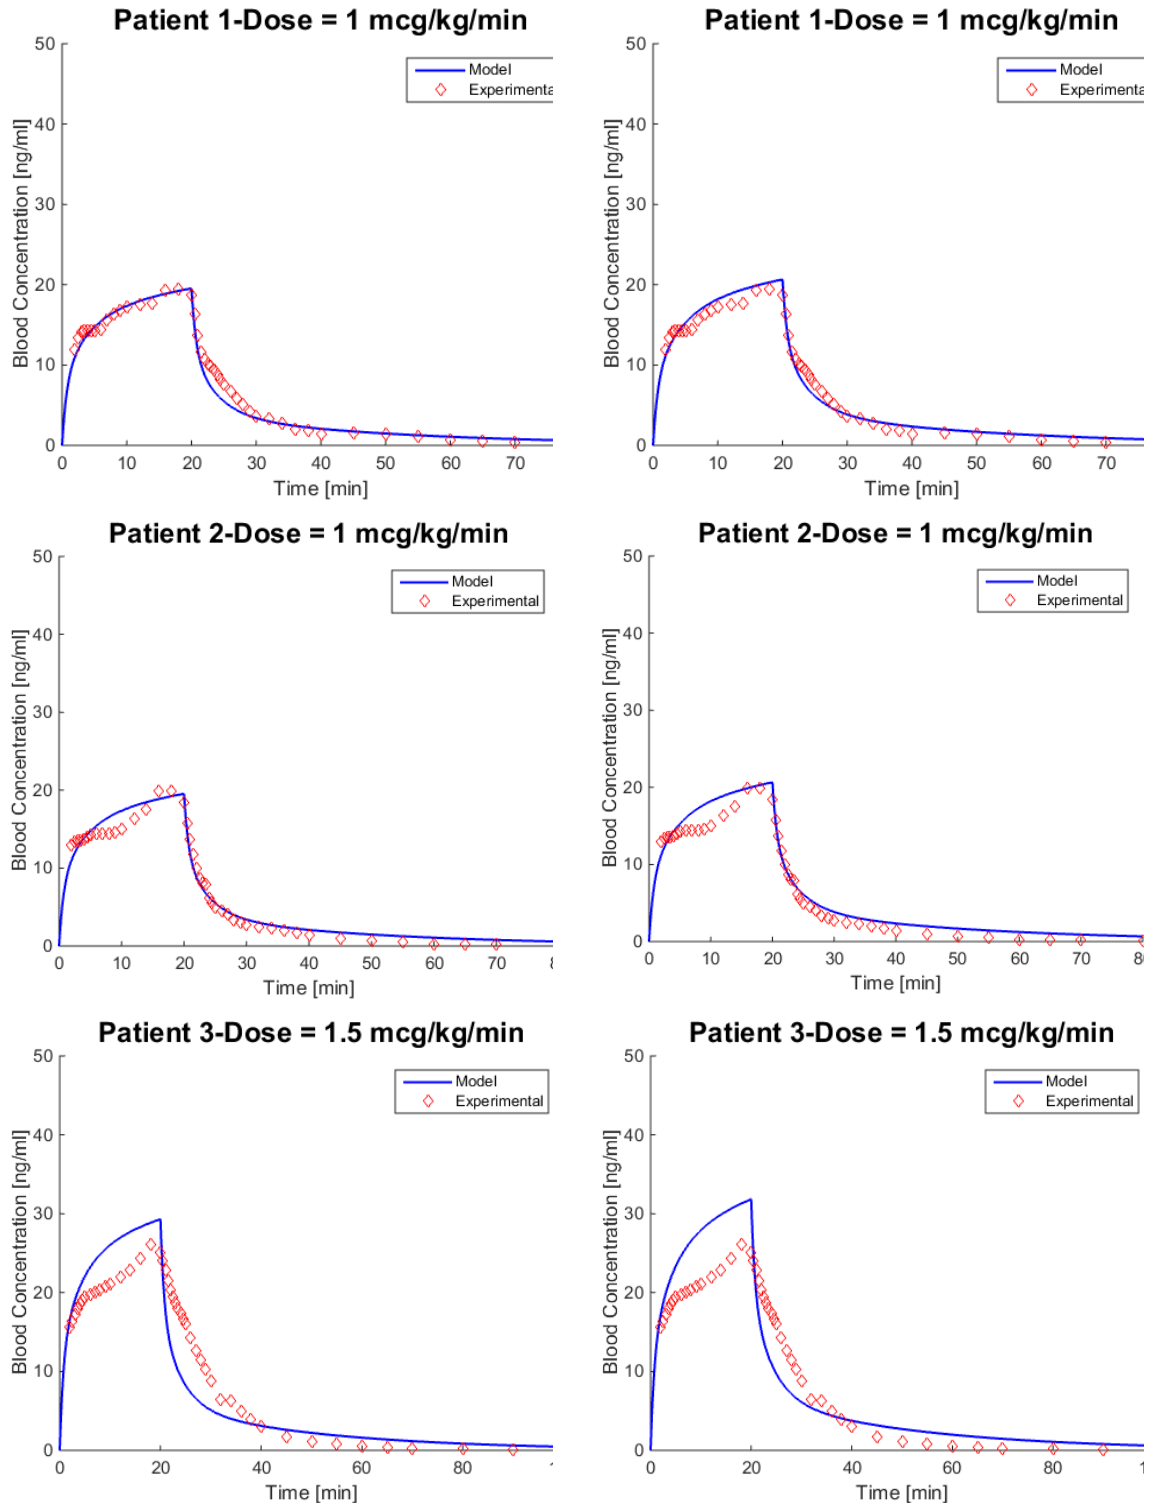 Patient 1-Dose = 1 mcg/kg/min
50
40
30
20
10
0
Blood Concentration [ng/ml]
Model
Experimenta
0 10 20 30 40 50 60 70
Time [min]
Patient 1-Dose = 1 mcg/kg/min
50
40
30
20
10
0
Blood Concentration [ng/ml]
Model
Experimenta
0 10 20 30 40 50 60 70
Time [min]
Patient 2-Dose = 1 mcg/kg/min
50
40
30
20
10
0
Blood Concentration [ng/ml]
Model
Experimental
0 10 20 30 40 50 60 70
Time [min]
Patient 2-Dose = 1 mcg/kg/min
50
40
30
20
10
0
Blood Concentration [ng/ml]
Model
Experimental
0 10 20 30 40 50 60 70 8
Time [min]
Patient 3-Dose = 1.5 mcg/kg/min
50
40
30
20
10
0
Blood Concentration [ng/ml]
Model
Experimental
0 20 40 60 80 1
Time [min]
Patient 3-Dose = 1.5 mcg/kg/min
50
40
30
20
10
0
Blood Concentration [ng/ml]
Model
Experimental
0 20 40 60 80 1
Time [min]